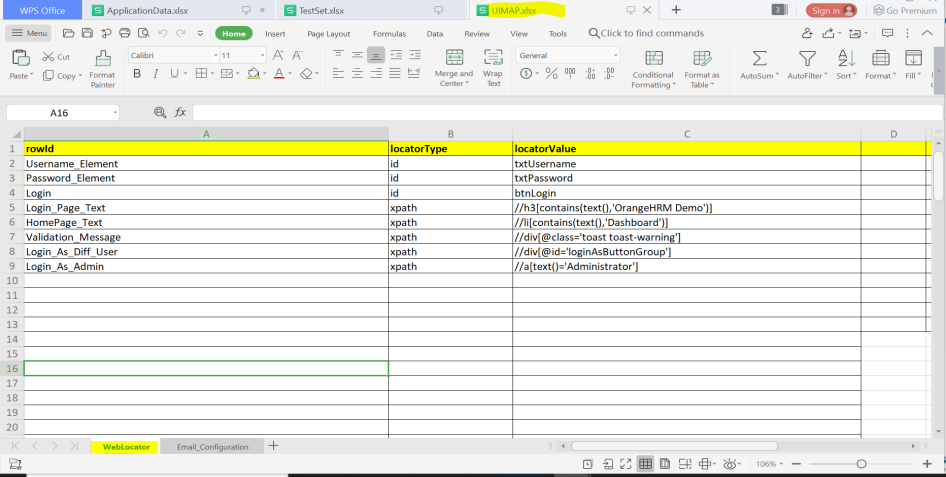 WPS Office ApplicationData.xlsx TestSet.xlsx UIMAP.xlsx + 3 Sign in Go Premium
Menu Home Insert Page Layout Formulas Data Review View Tools Click to find commands
Paste Cut Copy Format Painter Calibri 11 A A B I U A Merge and Center Wrap Text General Conditional Formatting Format as Table AutoSum AutoFilter Sort Format Fill
A16 fx
A B C D
1 rowId locatorType locatorValue
2 Username_Element id txtUsername
3 Password_Element id txtPassword
4 Login id btnLogin
5 Login_Page_Text xpath //h3[contains(text(),'OrangeHRM Demo')]
6 HomePage_Text xpath //li[contains(text(),'Dashboard')]
7 Validation_Message xpath //div[@class='toast toast-warning']
8 Login_As_Diff_User xpath //div[@id='loginAsButtonGroup']
9 Login_As_Admin xpath //a[text()='Administrator']
10
11
12
13
14
15
16
17
18
19
20
WebLocator Email_Configuration +
106% - +